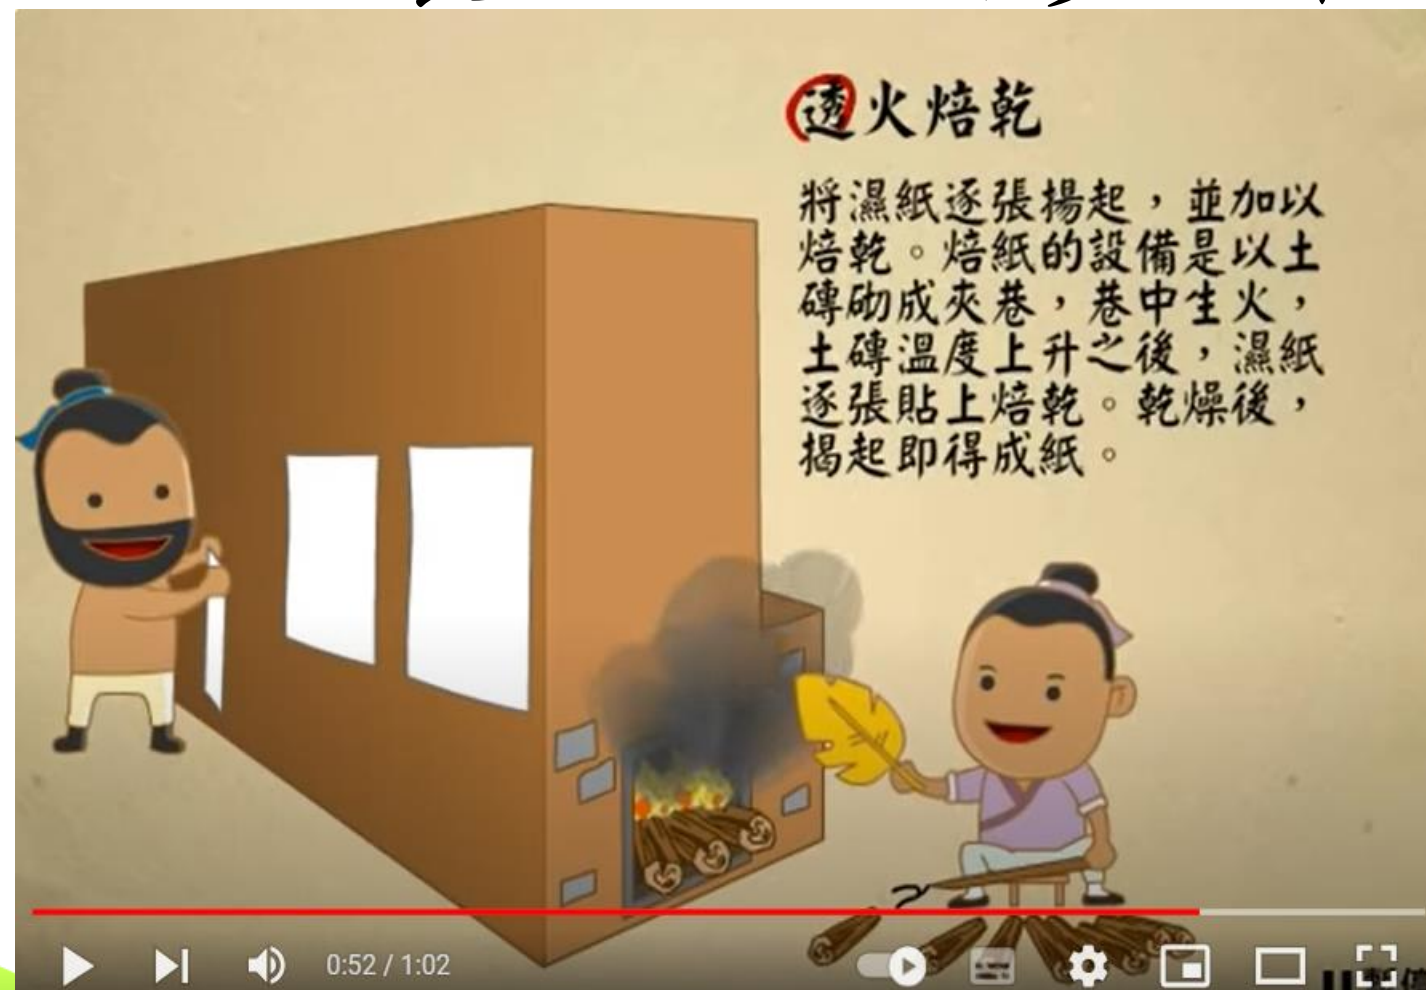 透火焙乾
將濕紙逐張揚起，並加以
焙乾。焙紙的設備是以土
磚砌成夾巷，巷中生火，
土磚溫度上升之後，濕紙
逐張貼上焙乾。乾燥後，
揭起即得成紙。
0:52 / 1:02